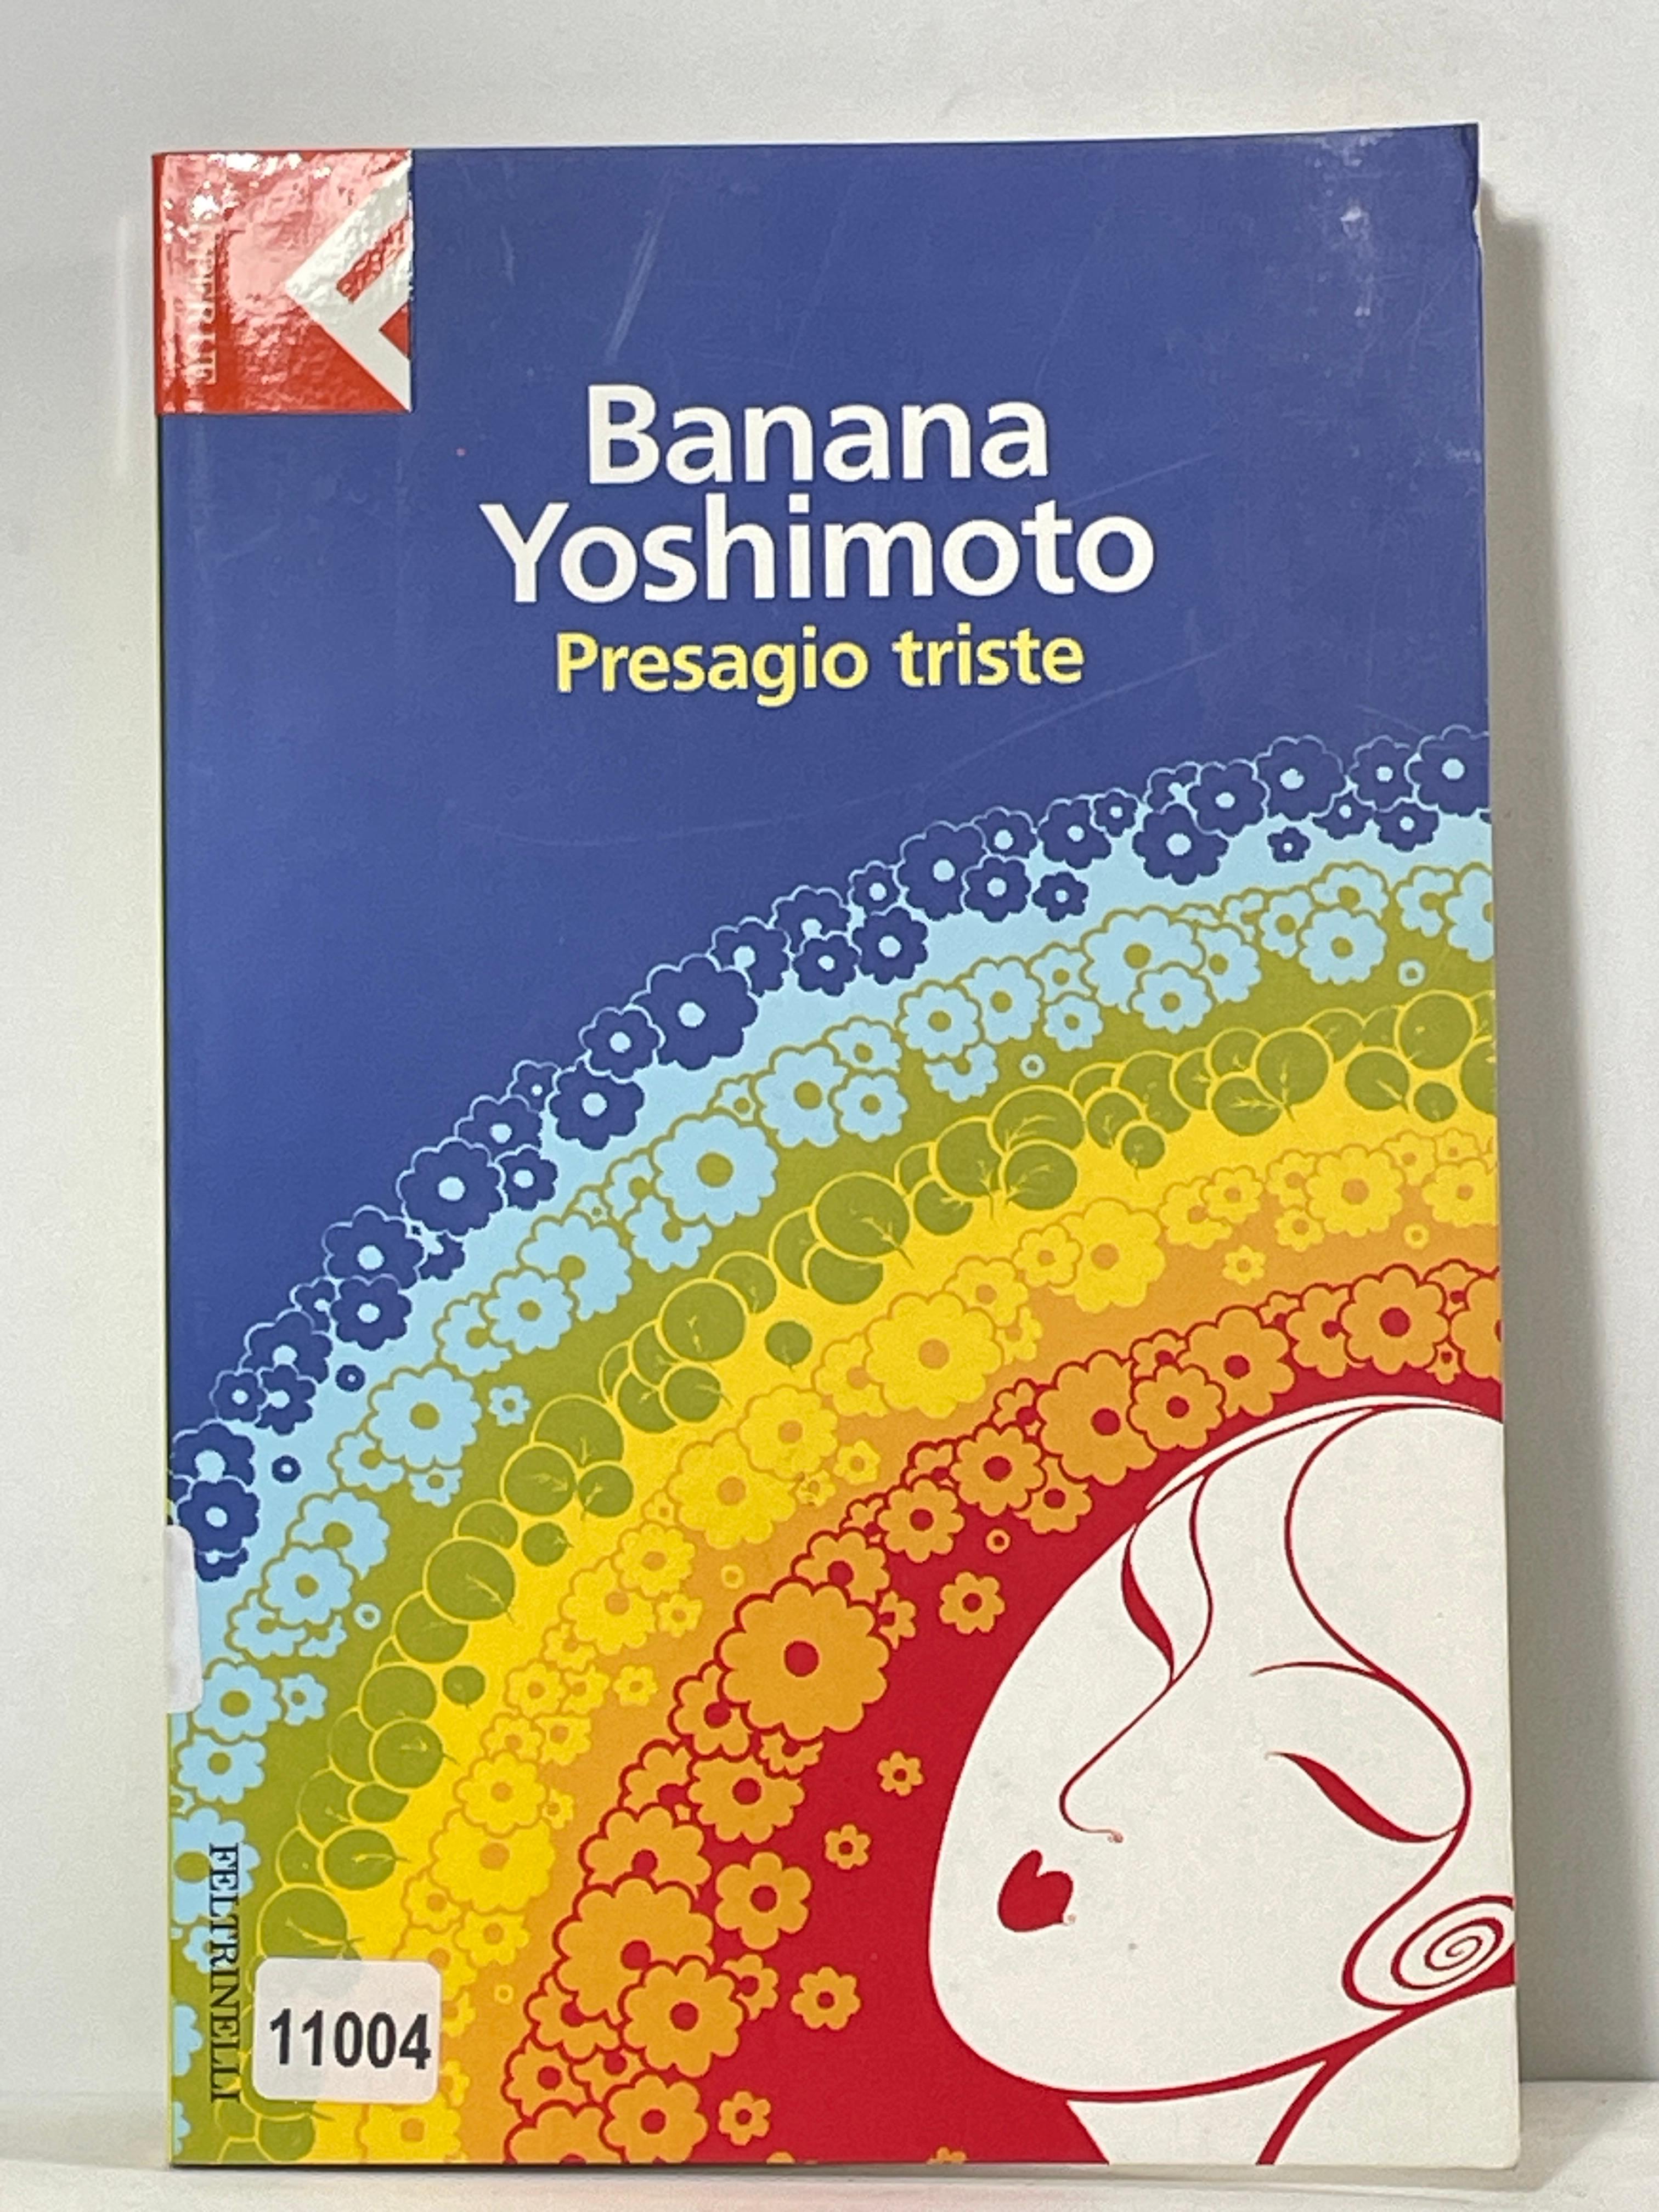 Banana
Yoshimoto
Presagio triste
FELTRINELLI
11004